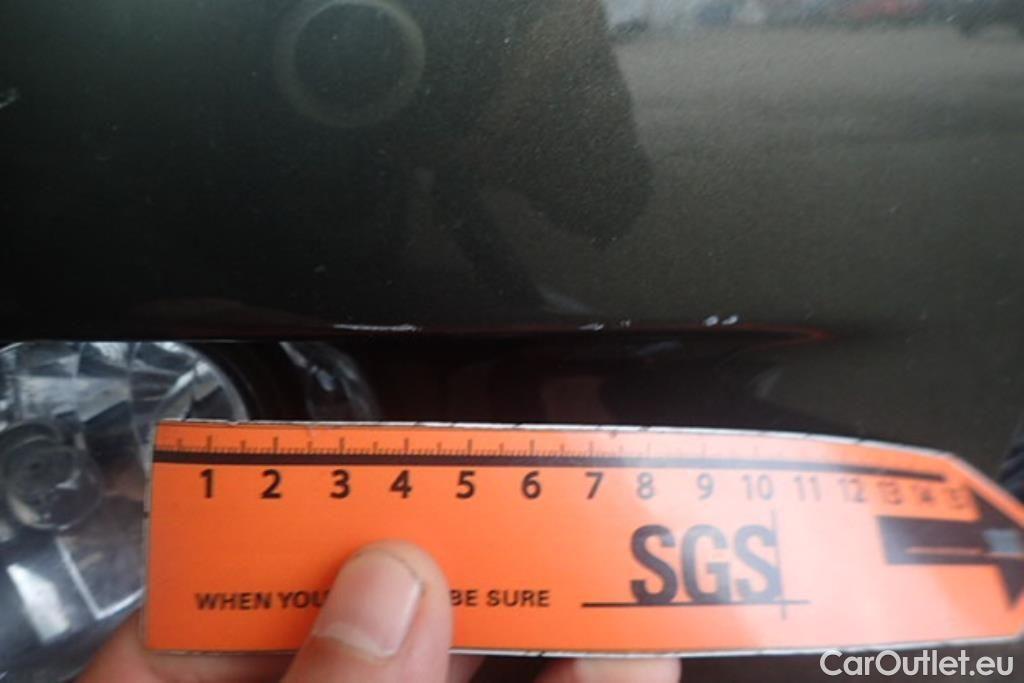 1 2 3 4 5 6 7 8 9 10 11 12 13 14 15
SGS
WHEN YOU BE SURE
CarOutlet.eu